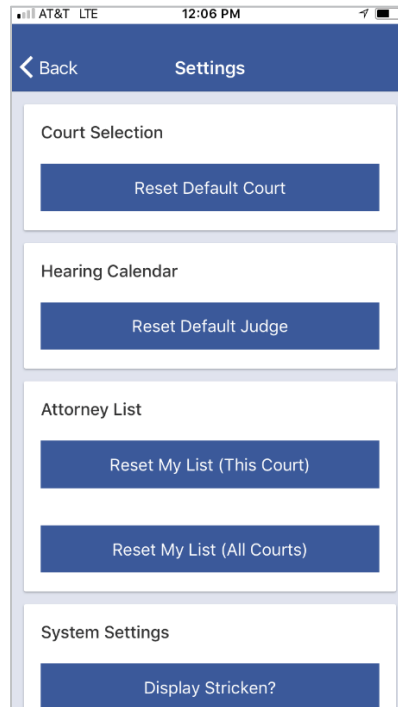 AT&T LTE 12:06 PM
Back Settings
Court Selection
Reset Default Court
Hearing Calendar
Reset Default Judge
Attorney List
Reset My List (This Court)
Reset My List (All Courts)
System Settings
Display Stricken?